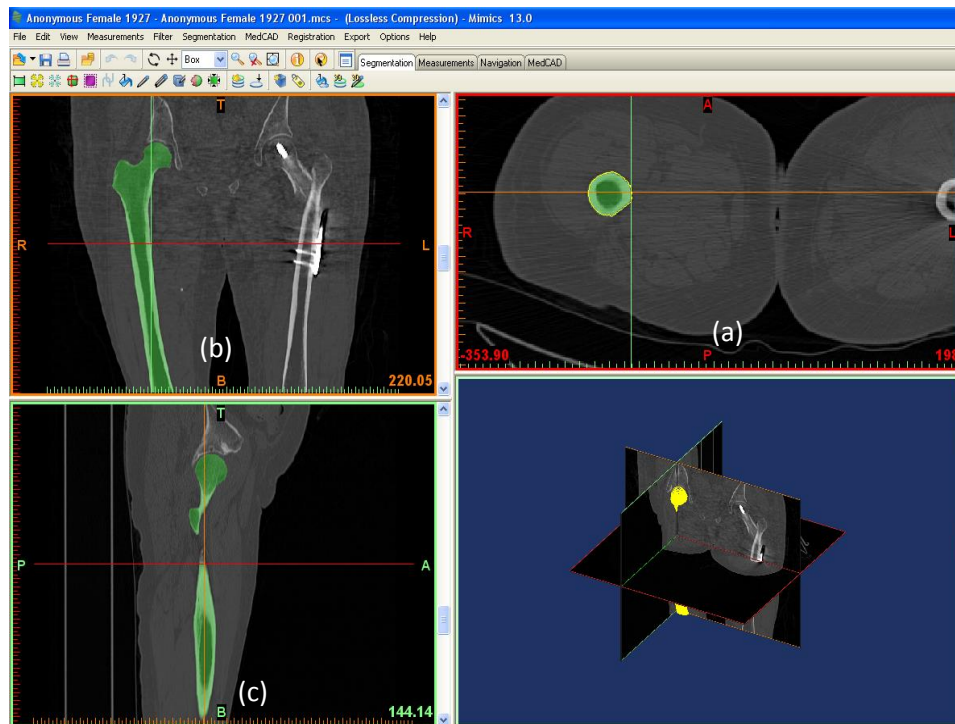 Anonymous Female 1927 - Anonymous Female 1927 001.mcs - (Lossless Compression) - Mimics 13.0
File Edit View Measurements Filter Segmentation MedCAD Registration Export Options Help
Box Segmentation Measurements Navigation MedCAD
T
R L
(b)
B
220.05
A
R L
(a)
-353.90 P 198
T
P A
(c)
B
144.14